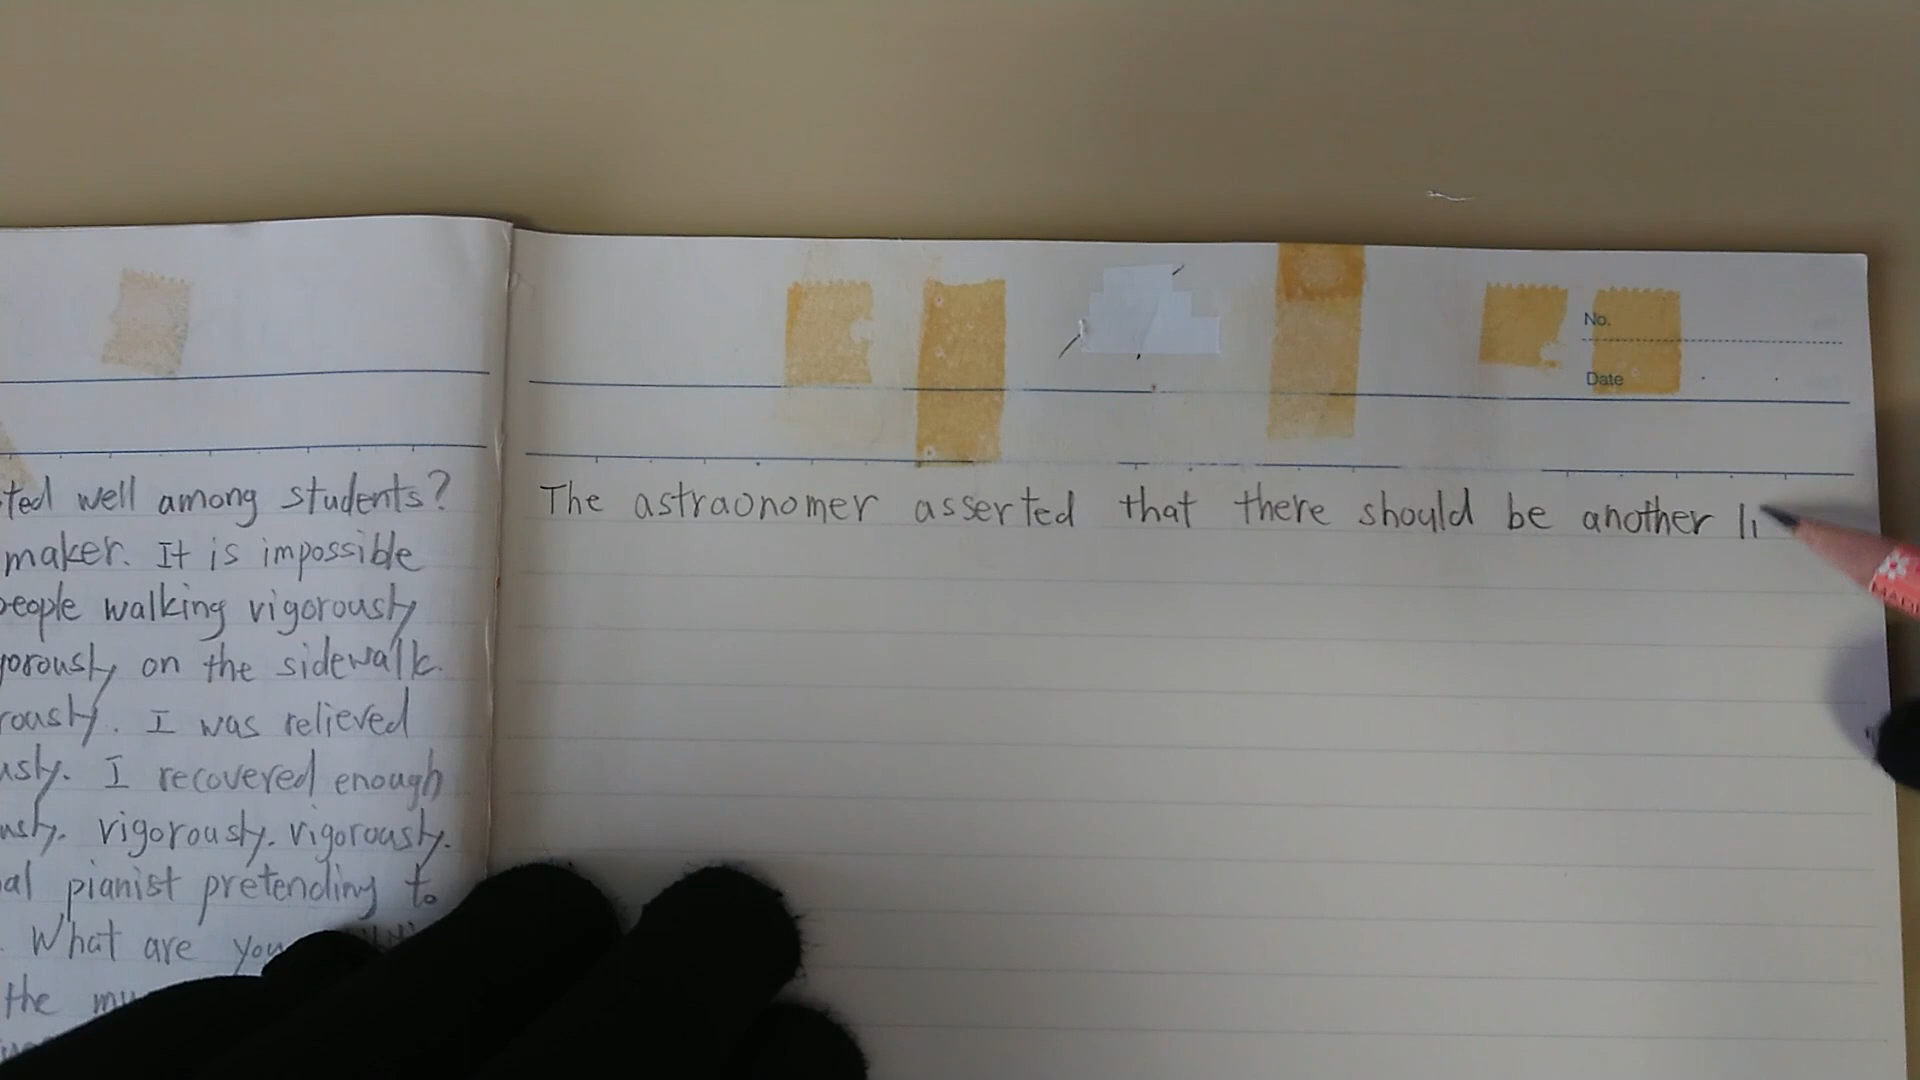 No.
Date
ted well among students?
maker. It is impossible
people walking vigorously
gorously on the sidewalk.
rously. I was relieved
usly. I recovered enough
usly. vigorously. vigorously.
al pianist pretending to
. What are you
the mu
The astraonomer asserted that there should be another li